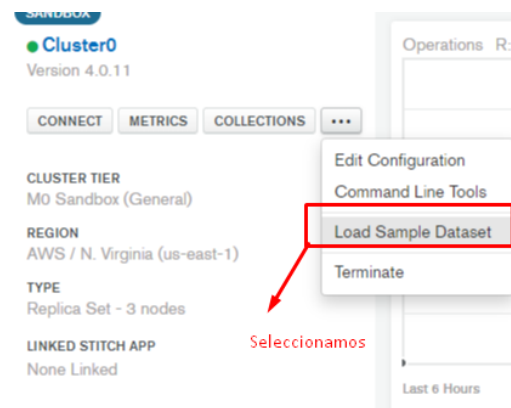 SANDBOX
Cluster0
Version 4.0.11
CONNECT
METRICS
COLLECTIONS
...
CLUSTER TIER
M0 Sandbox (General)
REGION
AWS / N. Virginia (us-east-1)
TYPE
Replica Set - 3 nodes
LINKED STITCH APP
None Linked
Operations R:
Edit Configuration
Command Line Tools
Load Sample Dataset
Terminate
Seleccionamos
Last 6 Hours